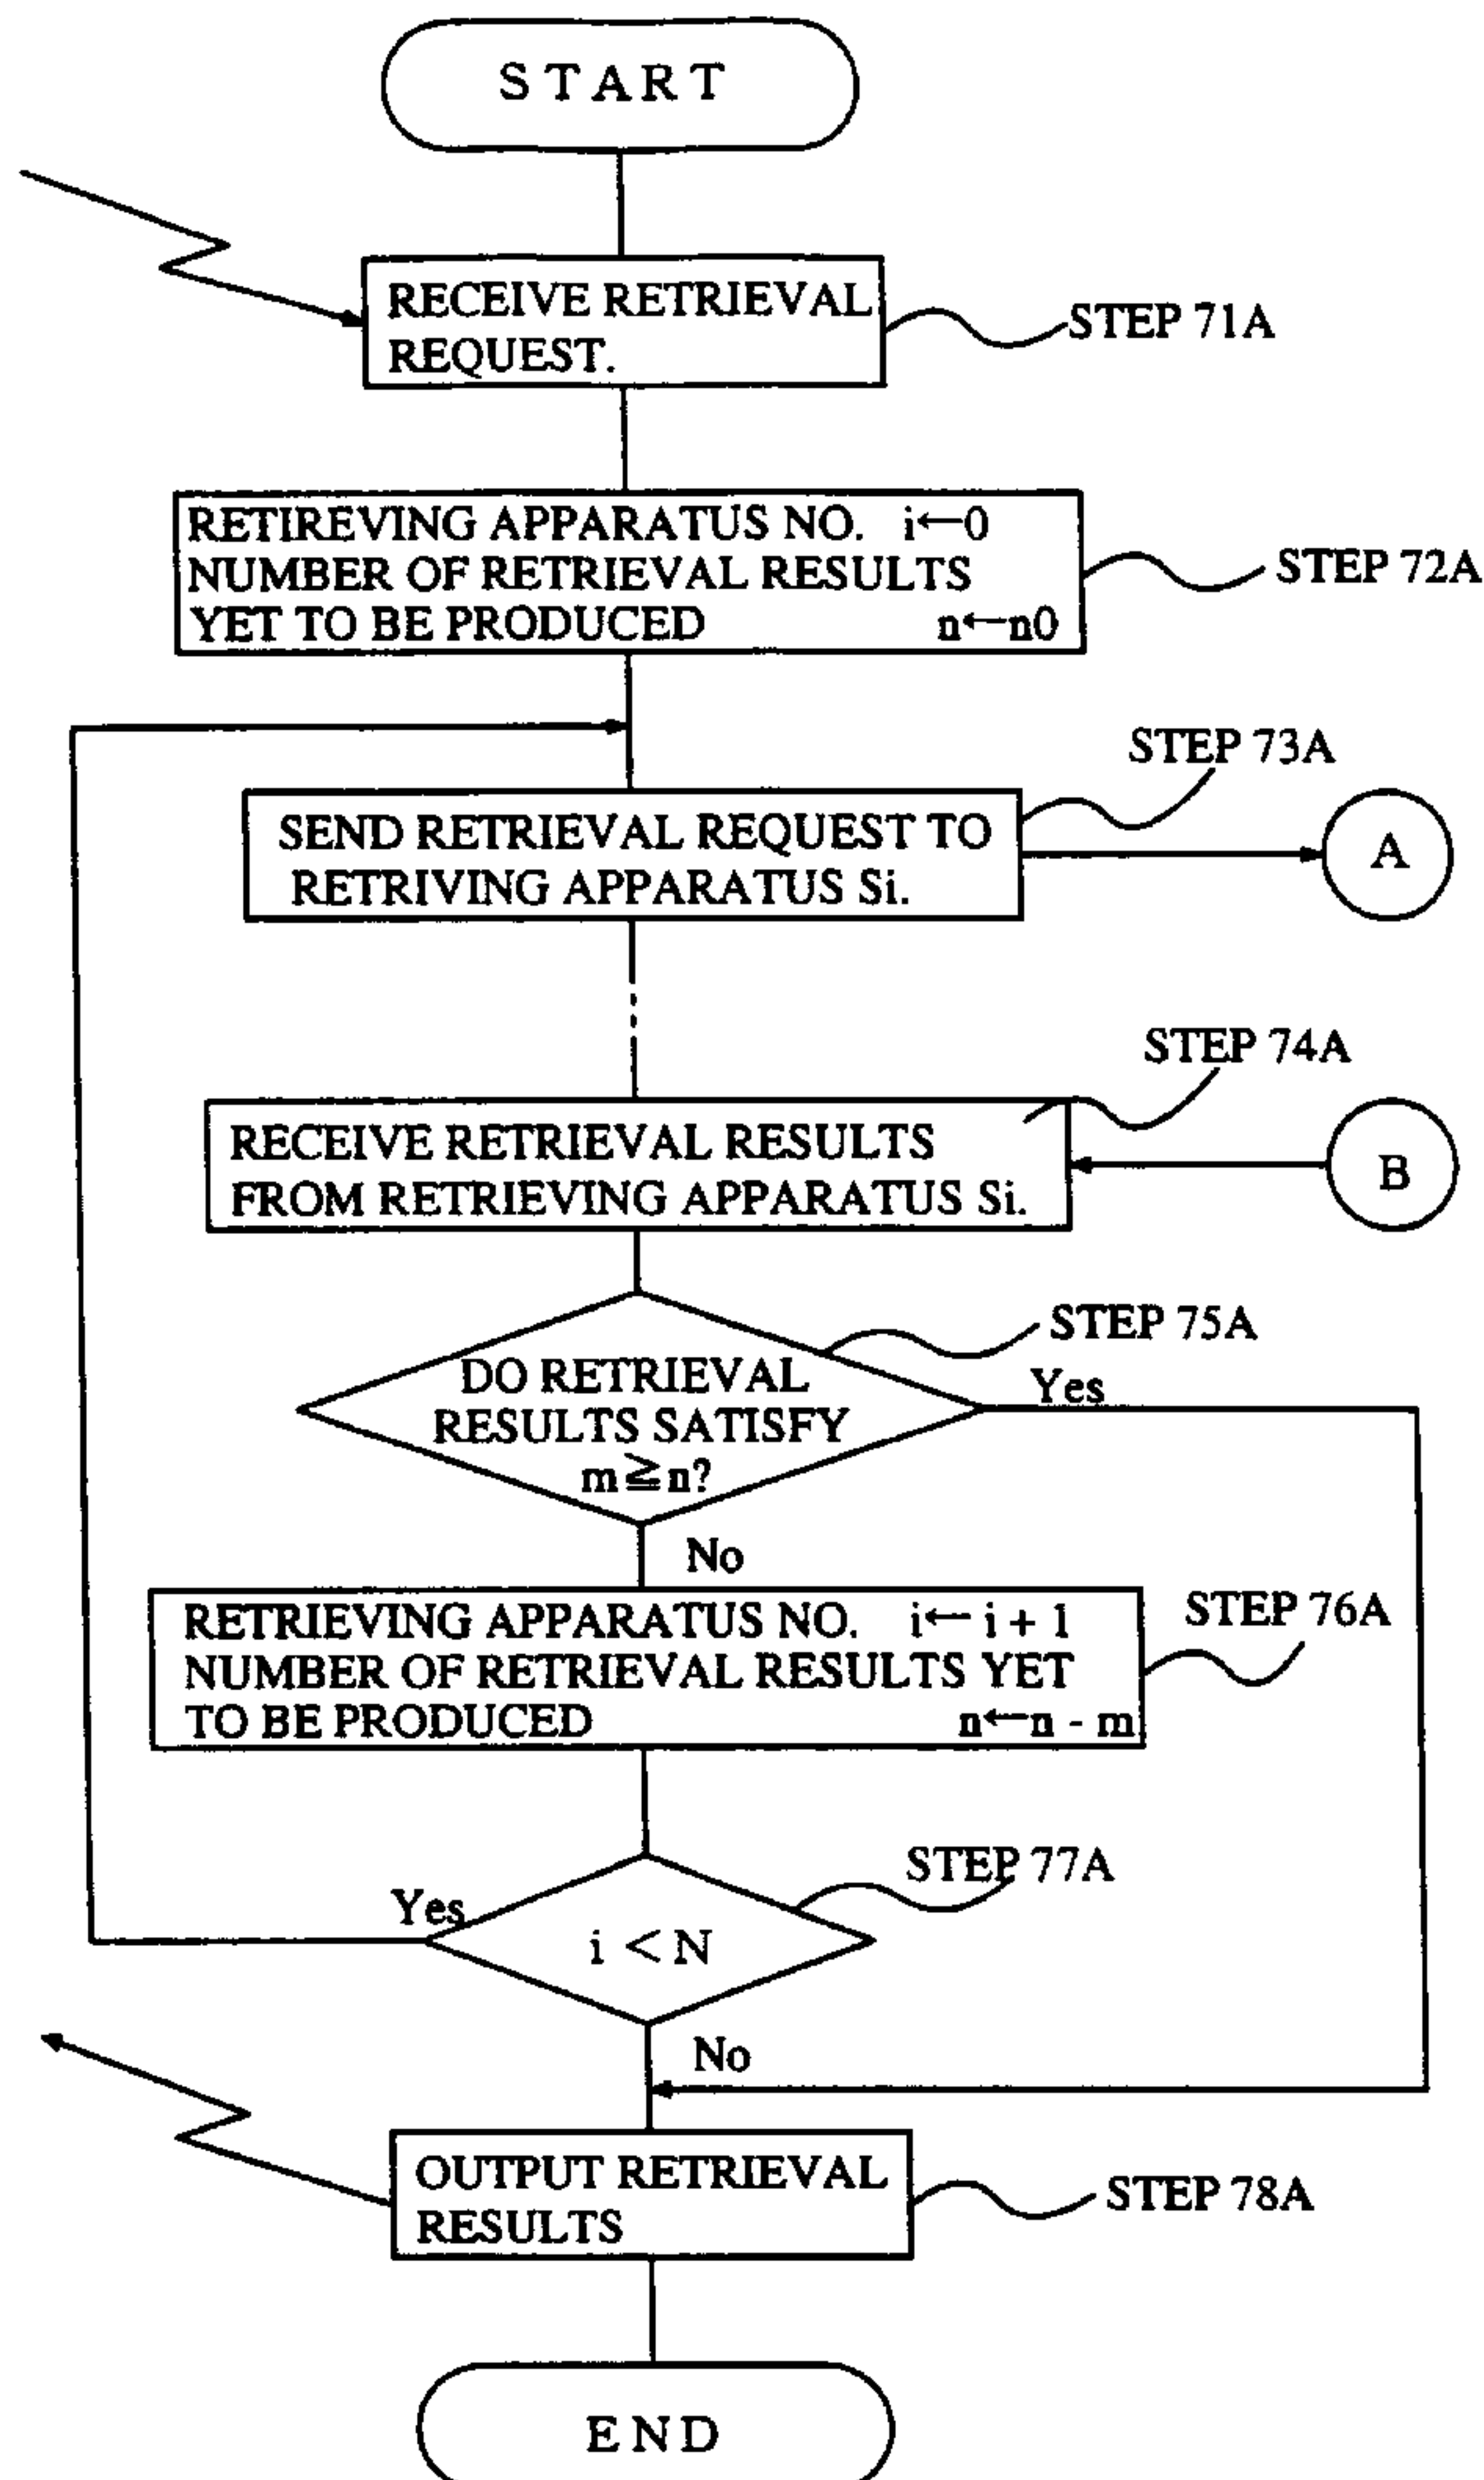 START
RECEIVE RETRIEVAL
REQUEST.
STEP 71A
RETIREVING APPARATUS NO. i←0
NUMBER OF RETRIEVAL RESULTS
YET TO BE PRODUCED n←n0
STEP 72A
STEP 73A
SEND RETRIEVAL REQUEST TO
RETRIVING APPARATUS Si.
A
STEP 74A
RECEIVE RETRIEVAL RESULTS
FROM RETRIEVING APPARATUS Si.
B
STEP 75A
DO RETRIEVAL
RESULTS SATISFY
m≧n?
Yes
No
RETRIEVING APPARATUS NO. i← i + 1
NUMBER OF RETRIEVAL RESULTS YET
TO BE PRODUCED n←n - m
STEP 76A
STEP 77A
Yes
i < N
No
OUTPUT RETRIEVAL
RESULTS
STEP 78A
END